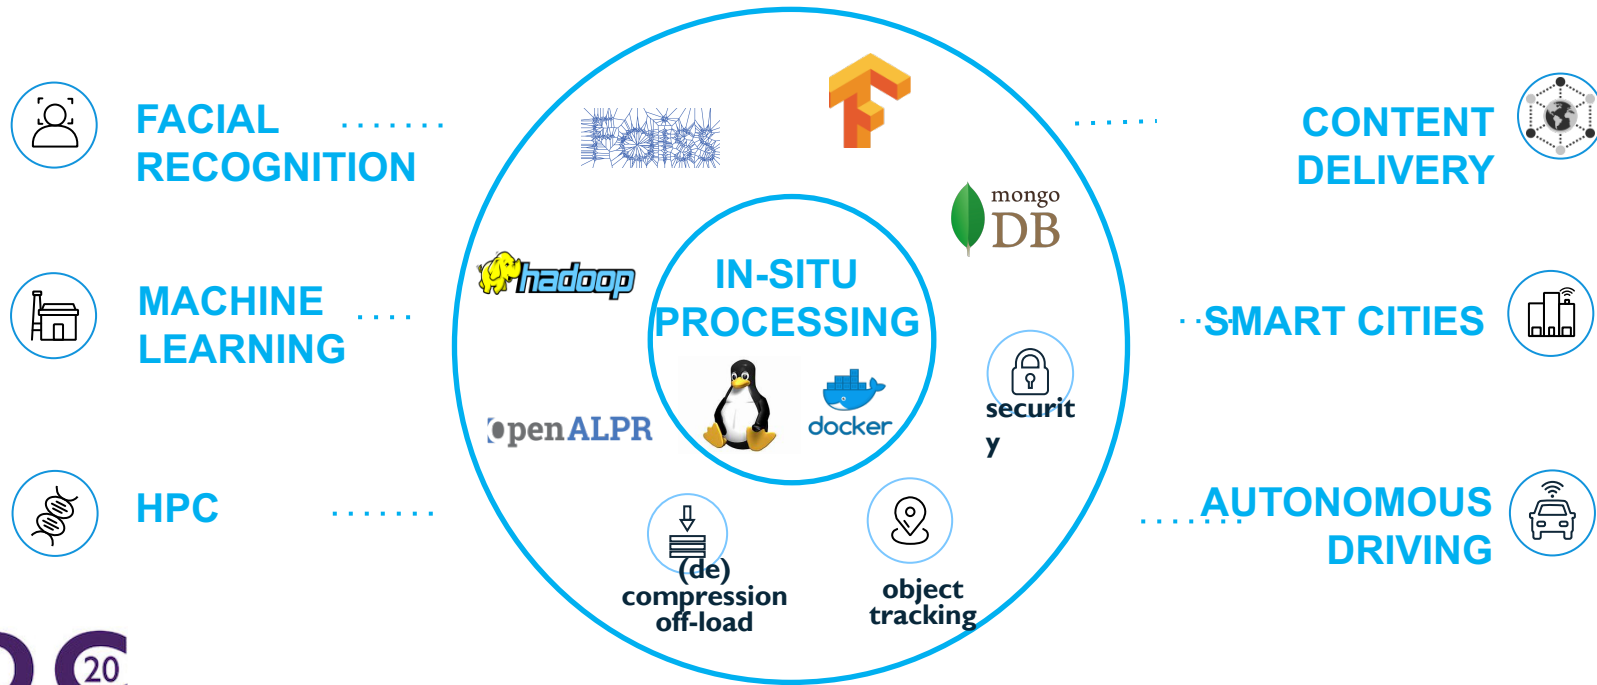 FACIAL
RECOGNITION
MACHINE
LEARNING
HPC
Faiss
mongo
DB
hadoop
IN-SITU
PROCESSING
docker
openALPR
securit
y
(de)
compression
off-load
object
tracking
CONTENT
DELIVERY
SMART CITIES
AUTONOMOUS
DRIVING
20